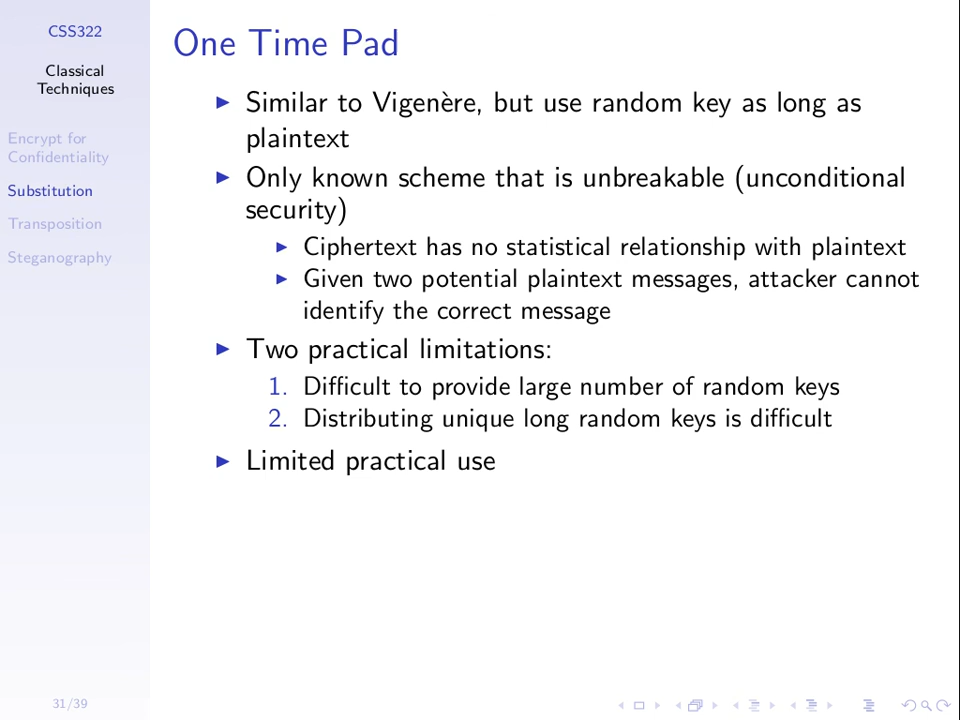 CSS322
Classical
Techniques
Encrypt for
Confidentiality
Substitution
Transposition
Steganography
31/39
One Time Pad
Similar to Vigenère, but use random key as long as
plaintext
Only known scheme that is unbreakable (unconditional
security)
Ciphertext has no statistical relationship with plaintext
Given two potential plaintext messages, attacker cannot
identify the correct message
Two practical limitations:
1. Difficult to provide large number of random keys
2. Distributing unique long random keys is difficult
Limited practical use